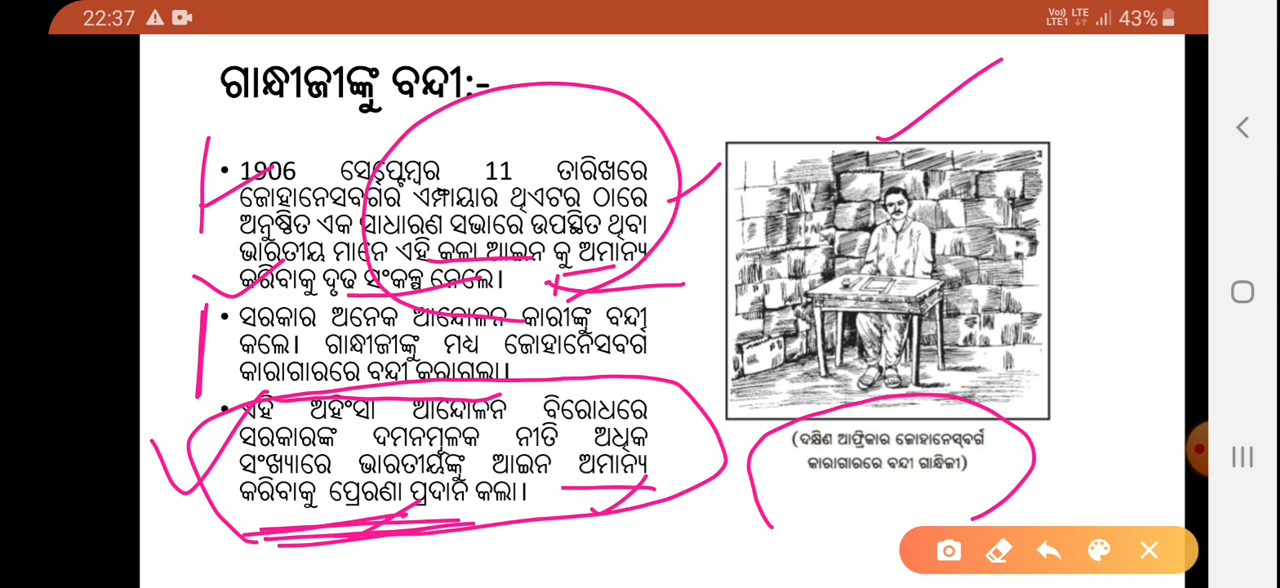 22:37
Vo)) LTE
LTE1
43%
ଗାନ୍ଧୀଜୀଙ୍କୁ ବନ୍ଦୀ:-
• 1906 ସେପ୍ଟେମ୍ବର 11 ତାରିଖରେ
ଜୋହାନେସବର୍ଗର ଏମ୍ପାୟାର ଥିଏଟର ଠାରେ
ଅନୁଷ୍ଠିତ ଏକ ସାଧାରଣ ସଭାରେ ଉପସ୍ଥିତ ଥିବା
ଭାରତୀୟ ମାନେ ଏହି କଳା ଆଇନ କୁ ଅମାନ୍ୟ
କରିବାକୁ ଦୃଢ ସଂକଳ୍ପ ନେଲେ।
• ସରକାର ଅନେକ ଆନ୍ଦୋଳନ କାରୀଙ୍କୁ ବନ୍ଦୀ
କଲେ। ଗାନ୍ଧୀଜୀଙ୍କୁ ମଧ୍ୟ ଜୋହାନେସବର୍ଗ
କାରାଗାରରେ ବନ୍ଦୀ କରାଗଲା।
• ଏହି ଅହିଂସା ଆନ୍ଦୋଳନ ବିରୋଧରେ
ସରକାରଙ୍କ ଦମନମୂଳକ ନୀତି ଅଧିକ
ସଂଖ୍ୟାରେ ଭାରତୀୟଙ୍କୁ ଆଇନ ଅମାନ୍ୟ
କରିବାକୁ ପ୍ରେରଣା ପ୍ରଦାନ କଲା।
(ଦକ୍ଷିଣ ଆଫ୍ରିକାର ଜୋହାନେସ୍‌ବର୍ଗ
କାରାଗାରରେ ବନ୍ଦୀ ଗାନ୍ଧିଜୀ)